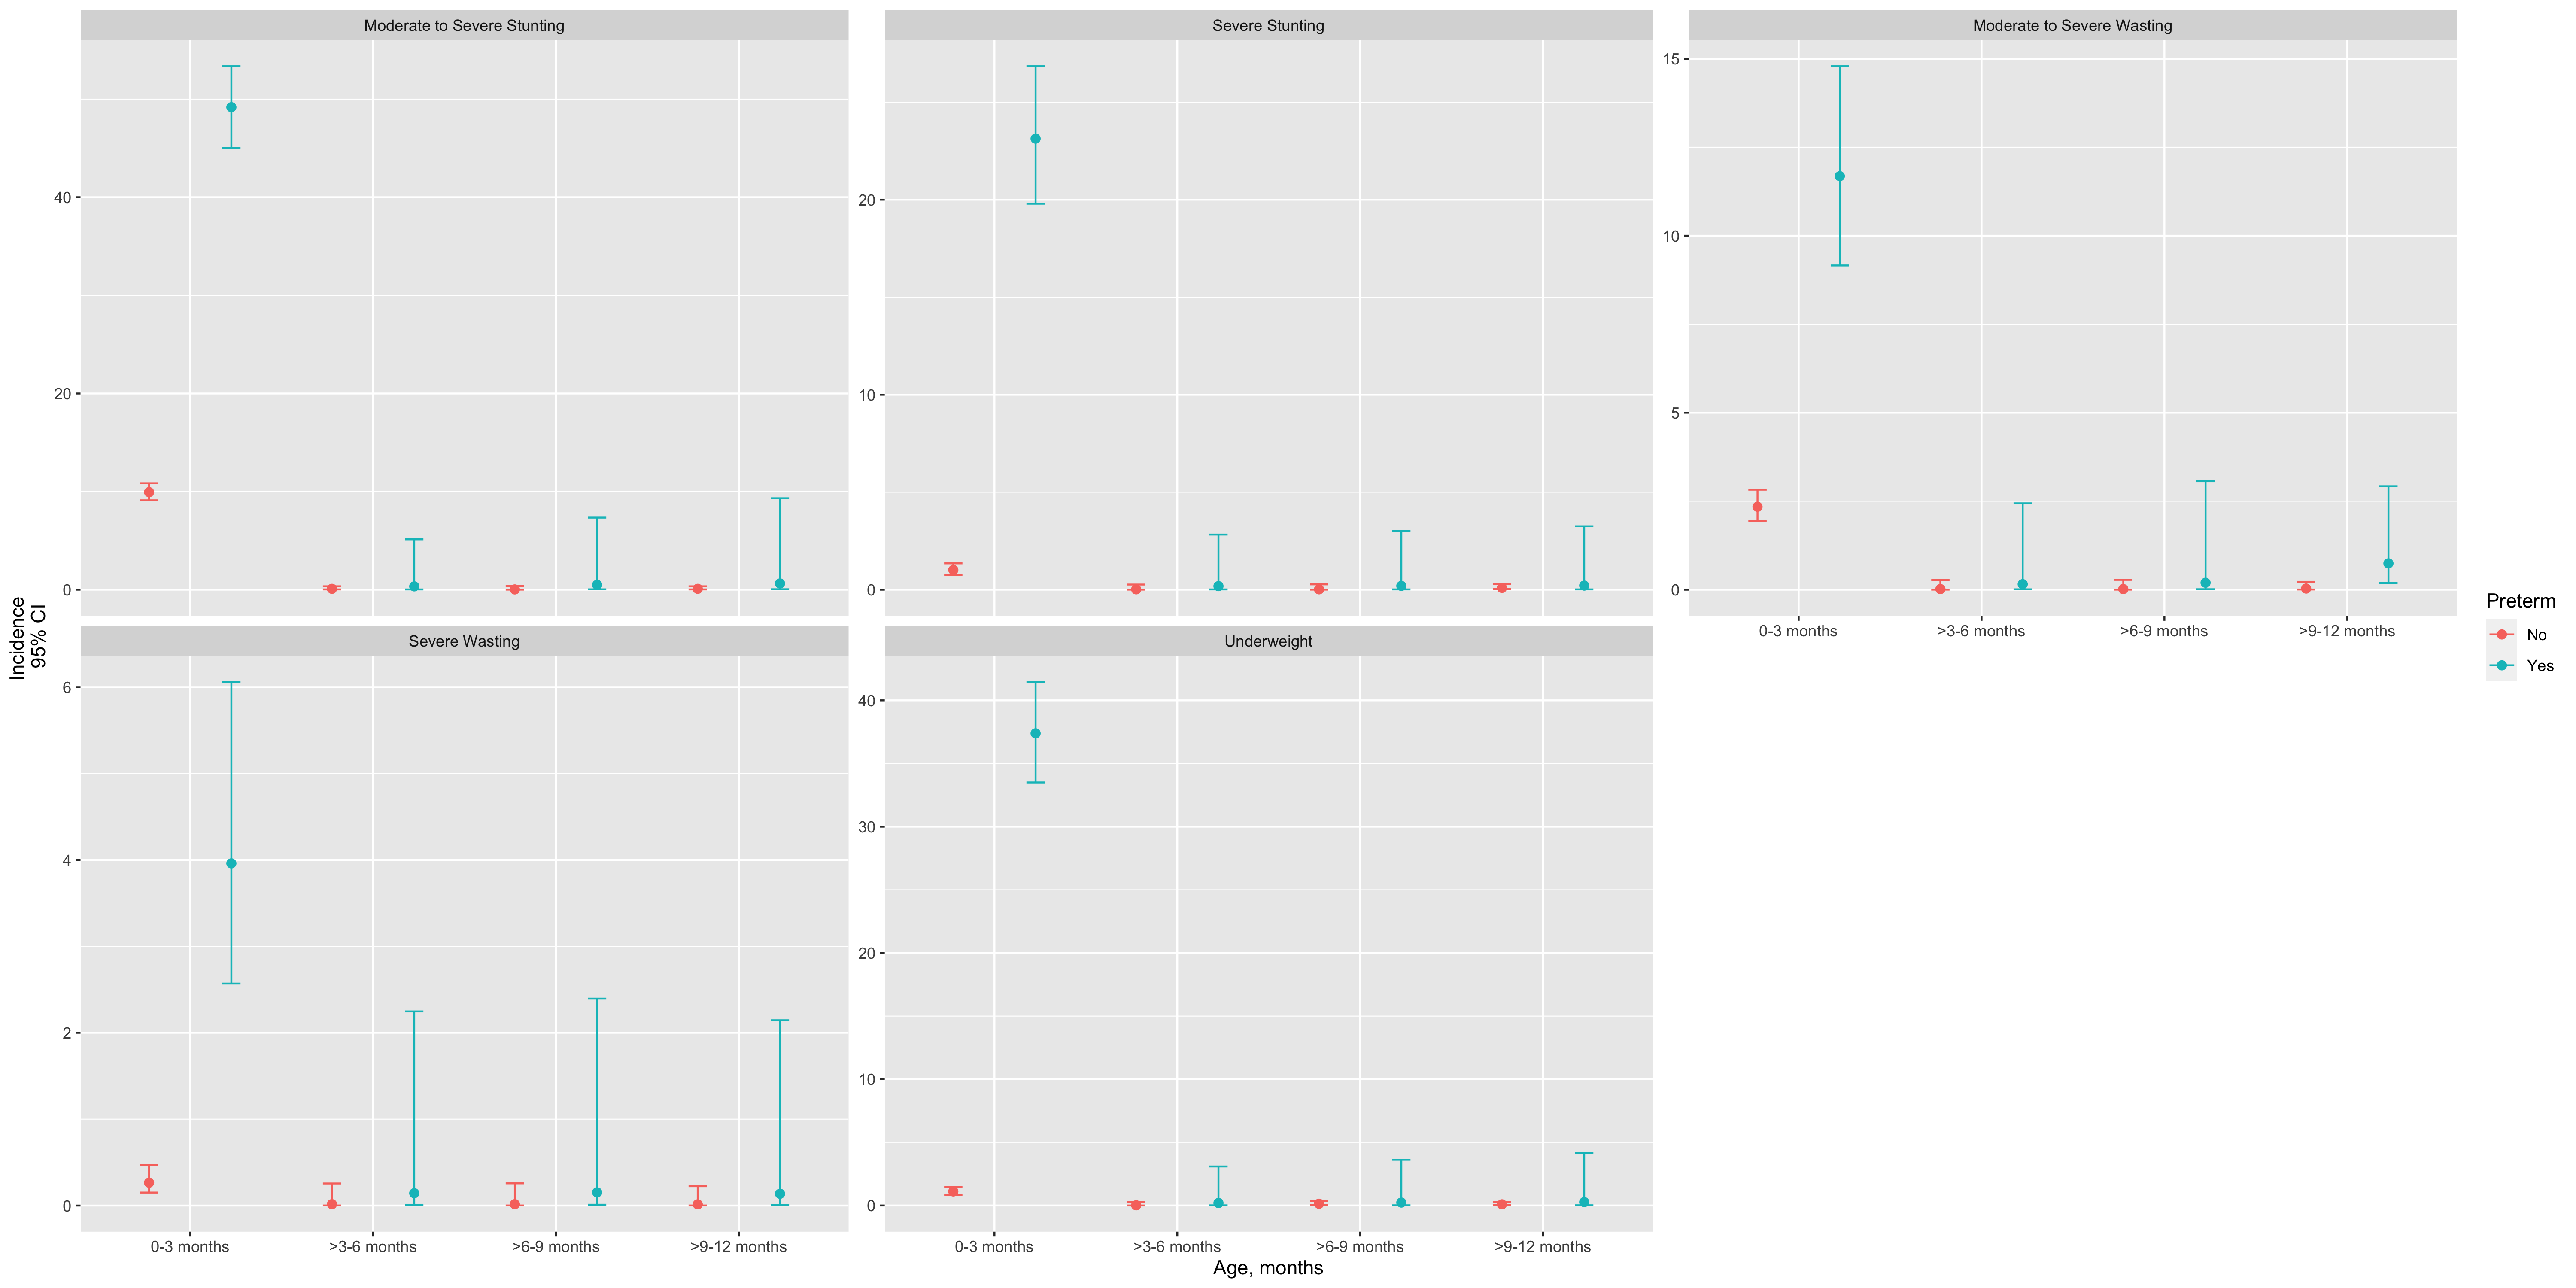 Moderate to Severe Stunting
Severe Stunting
Moderate to Severe Wasting
40
20
0
20
10
0
15
10
5
0
0-3 months
>3-6 months
>6-9 months
>9-12 months
Incidence
95% CI
Severe Wasting
Underweight
6
4
2
0
40
30
20
10
0
0-3 months
>3-6 months
>6-9 months
>9-12 months
0-3 months
>3-6 months
>6-9 months
>9-12 months
Age, months
Preterm
No
Yes